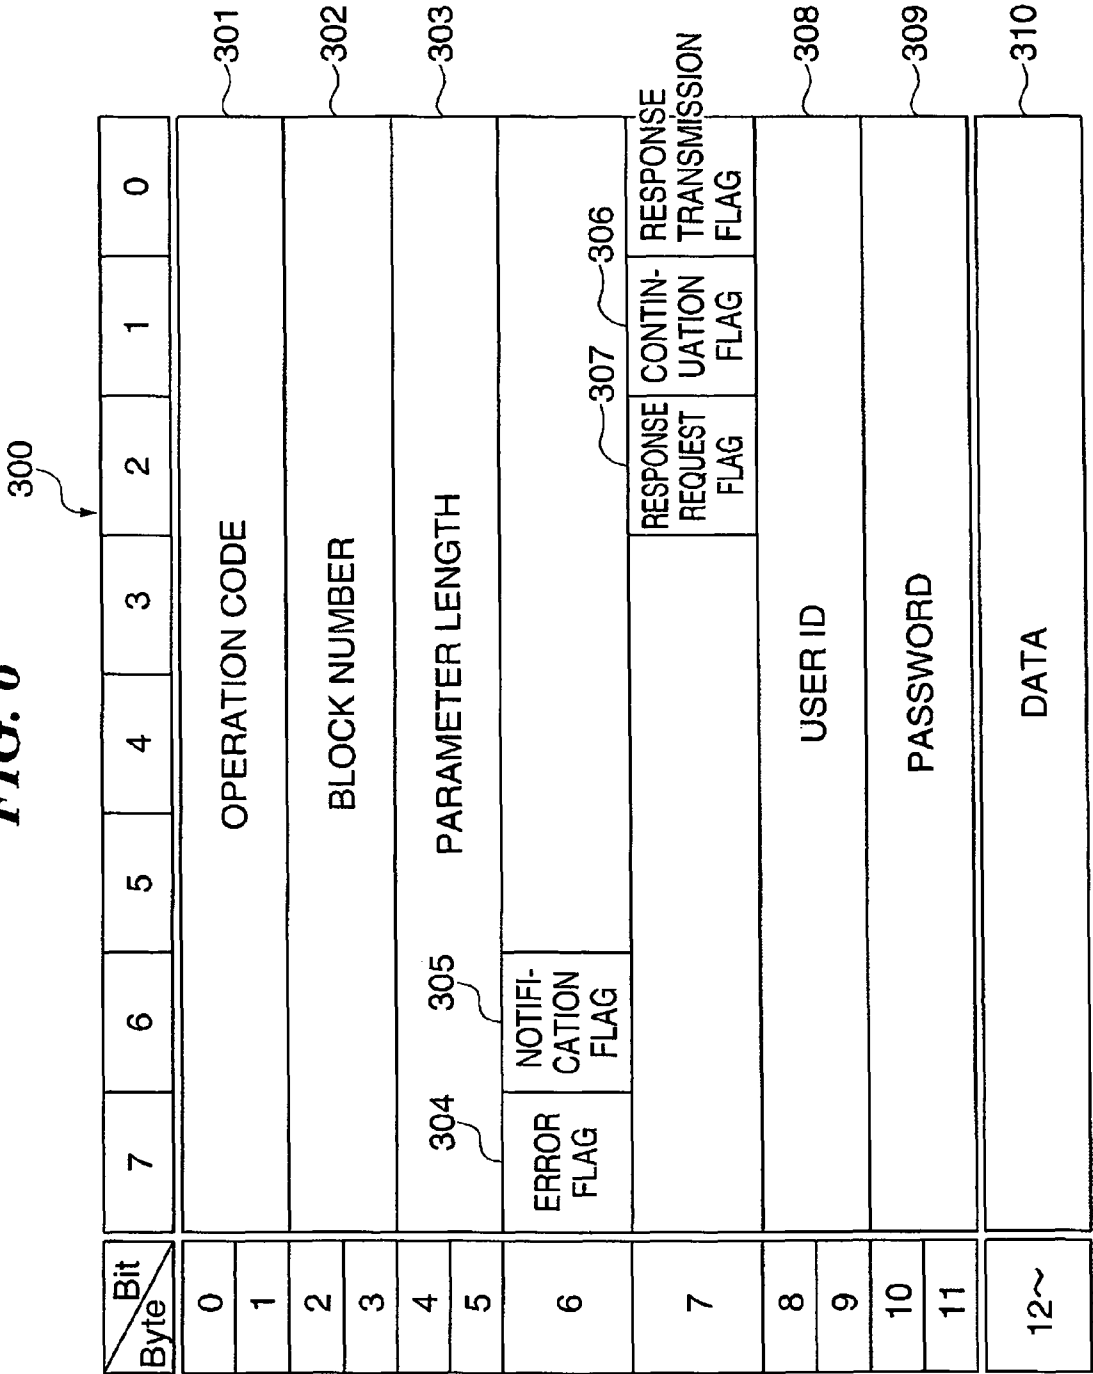 300
Bit
Byte
7
6
5
4
3
2
1
0
0
1
OPERATION CODE
301
2
3
BLOCK NUMBER
302
4
5
PARAMETER LENGTH
303
304
305
6
ERROR
FLAG
NOTIFI-
CATION
FLAG
307
306
7
RESPONSE
REQUEST
FLAG
CONTIN-
UATION
FLAG
RESPONSE
TRANSMISSION
FLAG
8
9
USER ID
308
10
11
PASSWORD
309
12~
DATA
310